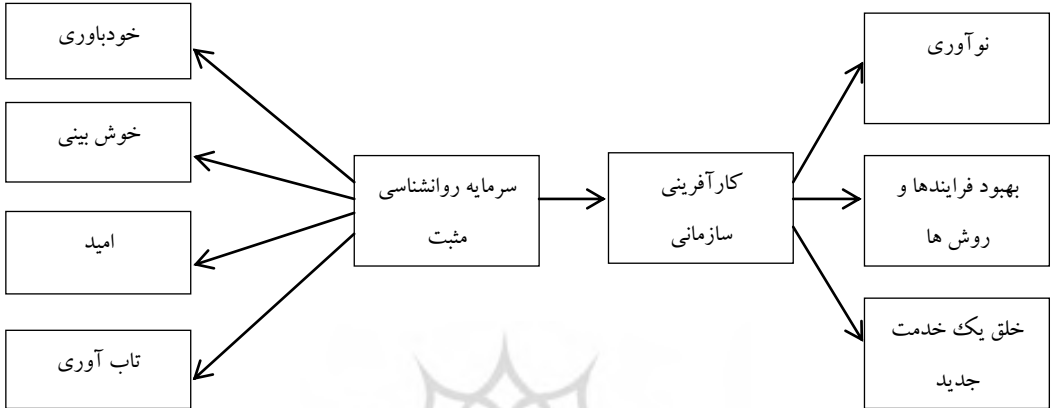 خودباوری
خوش بینی
امید
تاب آوری
سرمایه روانشناسی
مثبت
کارآفرینی
سازمانی
نوآوری
بهبود فرایندها و
روش ها
خلق یک خدمت
جدید